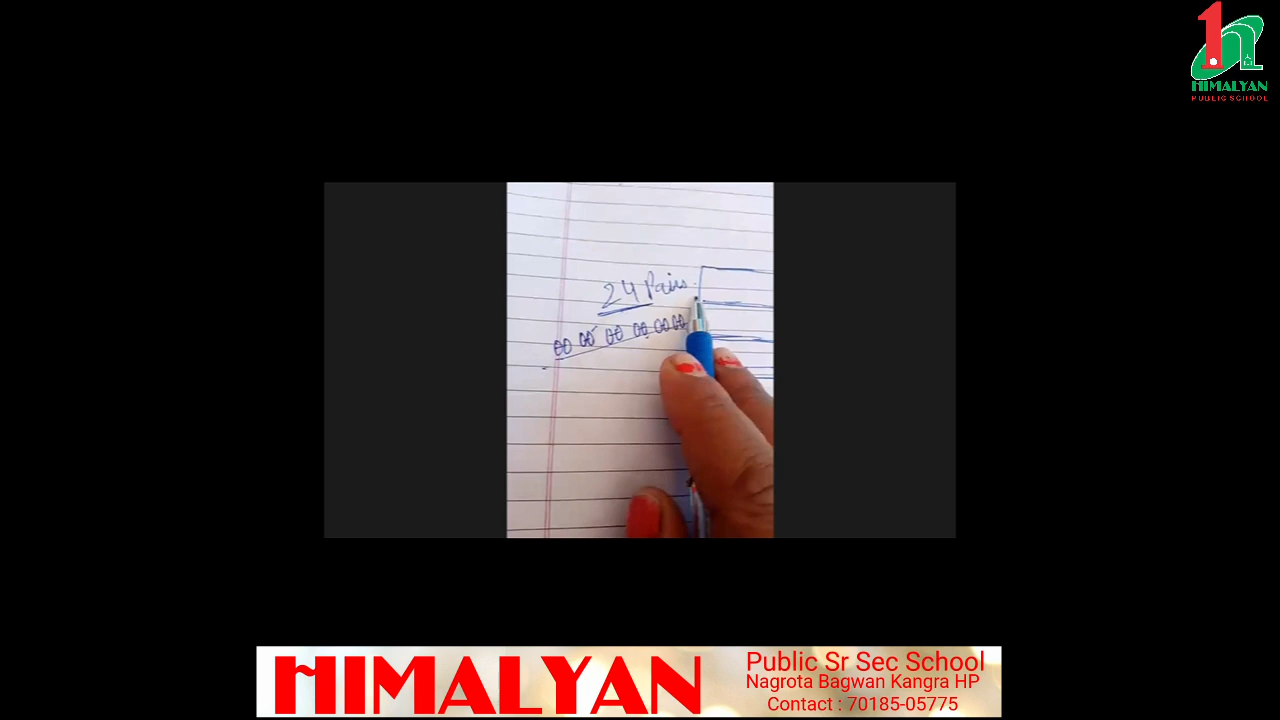 HIMALYAN
PUBLIC SCHOOL
24 Pairs.
HIMALYAN
Public Sr Sec School
Nagrota Bagwan Kangra HP
Contact : 70185-05775